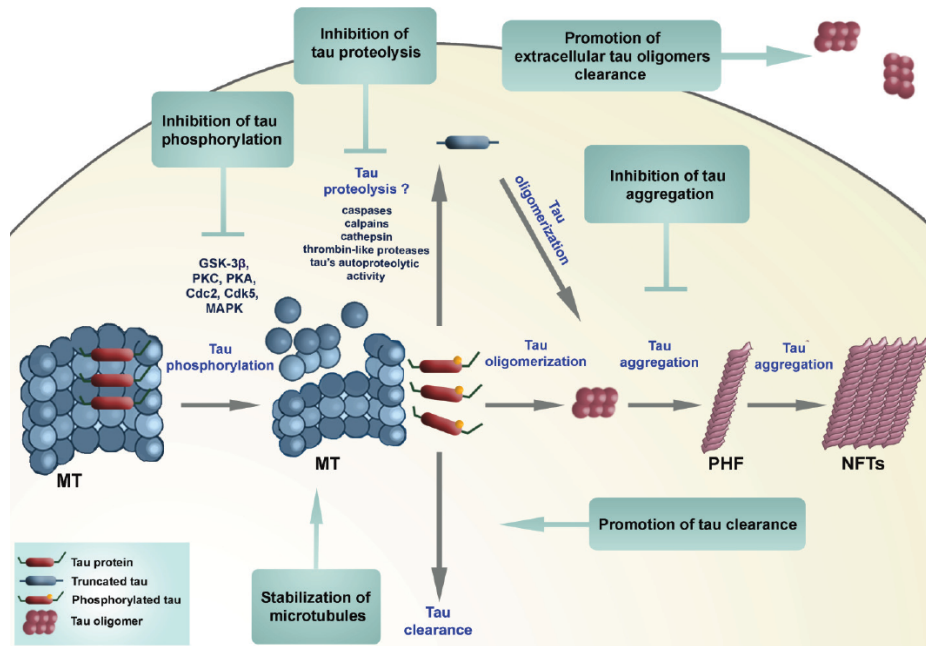 Inhibition of
tau proteolysis
Promotion of
extracellular tau oligomers
clearance
Inhibition of tau
phosphorylation
Tau
proteolysis ?
caspases
calpains
cathepsin
thrombin-like proteases
tau's autoproteolytic
activity
Tau
oligomerization
Inhibition of tau
aggregation
GSK-3β,
PKC, PKA,
Cdc2, Cdk5,
MAPK
Tau
phosphorylation
Tau
oligomerization
Tau
aggregation
Tau
aggregation
MT
MT
PHF
NFTs
Promotion of tau clearance
Stabilization of
microtubules
Tau
clearance
Tau protein
Truncated tau
Phosphorylated tau
Tau oligomer